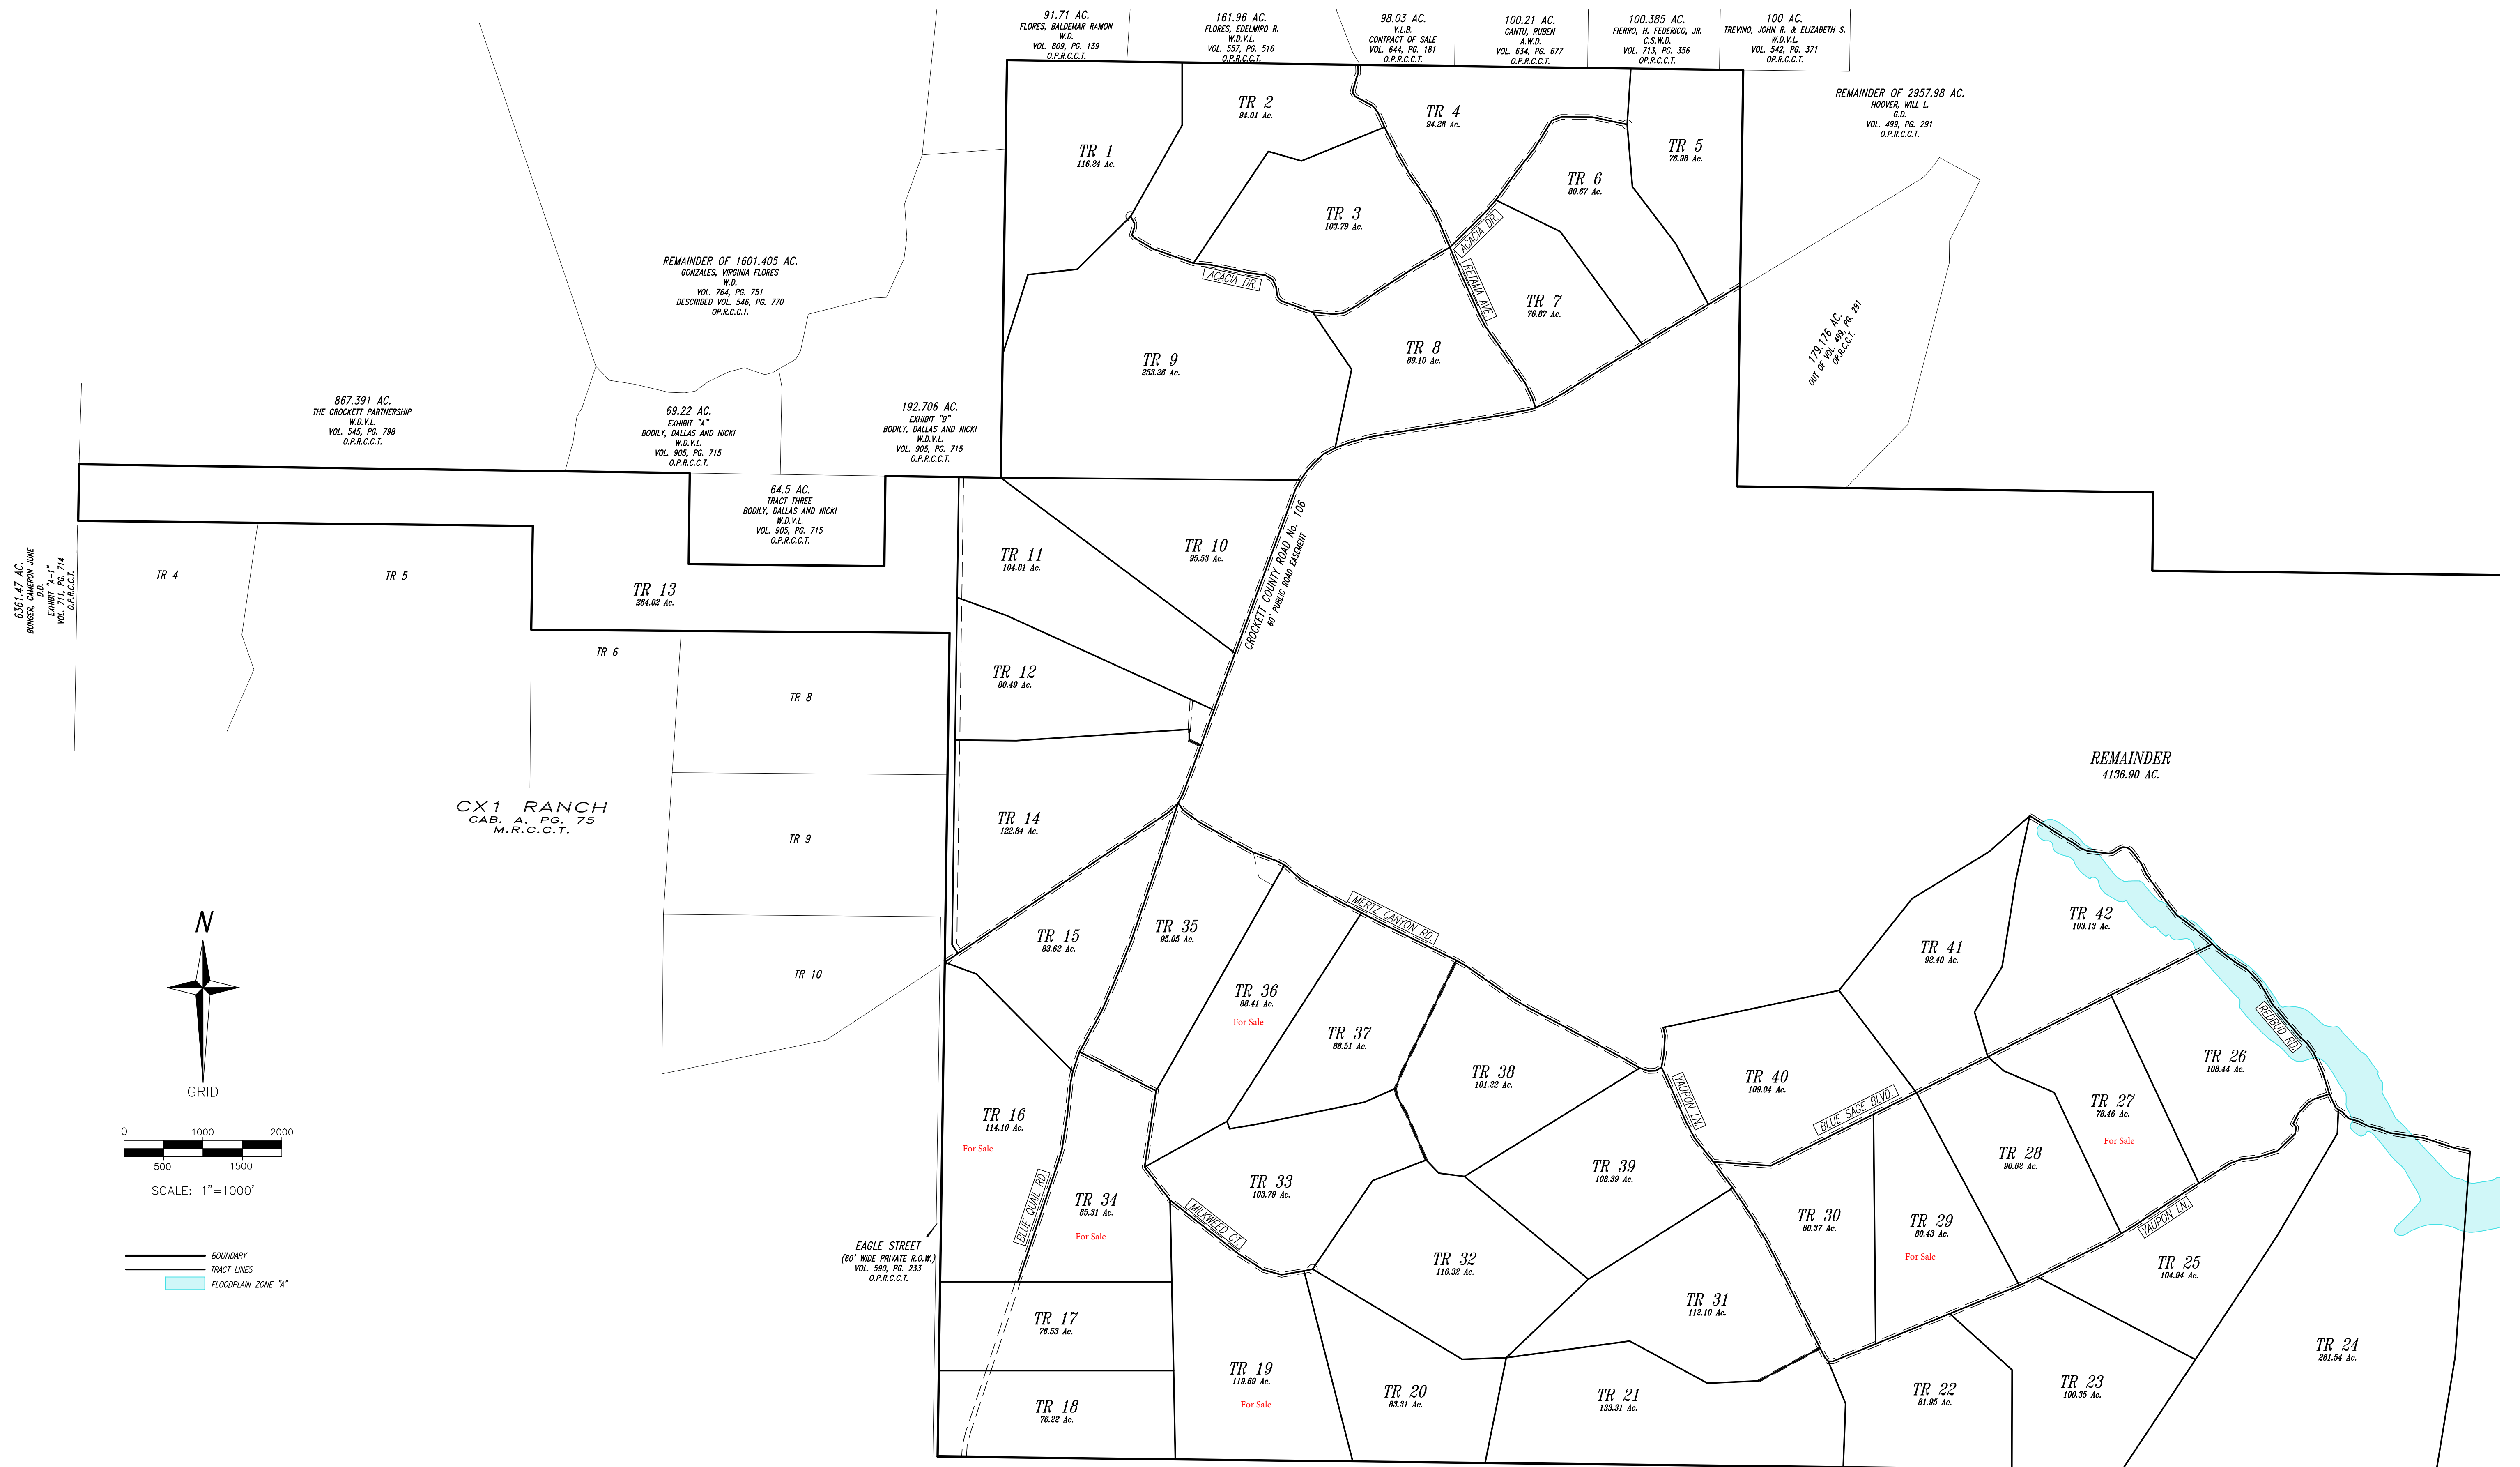 91.71 AC.
FLORES, BALDEMAR RAMON
W.D.
VOL. 809, PG. 139
O.P.R.C.C.T.
161.96 AC.
FLORES, EDELMIRO R.
W.D.V.L.
VOL. 557, PG. 516
O.P.R.C.C.T.
98.03 AC.
V.L.B.
CONTRACT OF SALE
VOL. 644, PG. 181
O.P.R.C.C.T.
100.21 AC.
CANTU, RUBEN
A.W.D.
VOL. 634, PG. 677
O.P.R.C.C.T.
100.385 AC.
FIERRO, H. FEDERICO, JR.
C.S.W.D.
VOL. 713, PG. 356
OP.R.C.C.T.
100 AC.
TREVINO, JOHN R. & ELIZABETH S.
W.D.V.L.
VOL. 542, PG. 371
OP.R.C.C.T.
REMAINDER OF 2957.98 AC.
HOOVER, WILL L.
G.D.
VOL. 499, PG. 291
O.P.R.C.C.T.
TR 1
116.24 Ac.
TR 2
94.01 Ac.
TR 3
103.79 Ac.
TR 4
94.28 Ac.
TR 5
76.98 Ac.
TR 6
80.67 Ac.
TR 7
76.87 Ac.
TR 8
89.10 Ac.
TR 9
253.26 Ac.
ACACIA DR.
ACACIA DR.
RETAMA AVE.
179.176 AC.
OUT OF VOL. 499, PG. 291
OP.R.C.C.T.
REMAINDER OF 1601.405 AC.
GONZALES, VIRGINIA FLORES
W.D.
VOL. 764, PG. 751
DESCRIBED VOL. 546, PG. 770
OP.R.C.C.T.
867.391 AC.
THE CROCKETT PARTNERSHIP
W.D.V.L.
VOL. 545, PG. 798
O.P.R.C.C.T.
69.22 AC.
EXHIBIT "A"
BODILY, DALLAS AND NICKI
W.D.V.L.
VOL. 905, PG. 715
O.P.R.C.C.T.
192.706 AC.
EXHIBIT "B"
BODILY, DALLAS AND NICKI
W.D.V.L.
VOL. 905, PG. 715
O.P.R.C.C.T.
64.5 AC.
TRACT THREE
BODILY, DALLAS AND NICKI
W.D.V.L.
VOL. 905, PG. 715
O.P.R.C.C.T.
6361.47 AC.
BUNGER, CAMERON JUNE
D.D.
EXHIBIT "A-1"
VOL. 711, PG. 714
O.P.R.C.C.T.
TR 4
TR 5
TR 13
284.02 Ac.
TR 6
TR 8
TR 9
TR 10
CX1 RANCH
CAB. A, PG. 75
M.R.C.C.T.
TR 11
104.81 Ac.
TR 10
95.53 Ac.
CROCKETT COUNTY ROAD No. 106
60' PUBLIC ROAD EASEMENT
TR 12
80.49 Ac.
TR 14
122.84 Ac.
TR 15
83.62 Ac.
TR 35
95.05 Ac.
TR 36
88.41 Ac.
For Sale
TR 37
88.51 Ac.
TR 38
101.22 Ac.
MERTZ CANYON RD.
REMAINDER
4136.90 AC.
TR 42
103.13 Ac.
TR 41
92.40 Ac.
TR 40
109.04 Ac.
YAUPON LN.
BLUE SAGE BLVD.
REDBUD RD.
TR 26
108.44 Ac.
TR 27
78.46 Ac.
For Sale
TR 28
90.62 Ac.
TR 29
80.43 Ac.
For Sale
TR 30
80.37 Ac.
YAUPON LN.
TR 16
114.10 Ac.
For Sale
BLUE QUAIL RD.
TR 34
85.31 Ac.
For Sale
TR 33
103.79 Ac.
MILKWEED CT.
TR 39
108.39 Ac.
TR 32
116.32 Ac.
TR 31
112.10 Ac.
TR 25
104.94 Ac.
TR 24
281.54 Ac.
TR 17
76.53 Ac.
TR 18
76.22 Ac.
TR 19
119.69 Ac.
For Sale
TR 20
83.31 Ac.
TR 21
133.31 Ac.
TR 22
81.95 Ac.
TR 23
100.35 Ac.
EAGLE STREET
(60' WIDE PRIVATE R.O.W.)
VOL. 590, PG. 233
O.P.R.C.C.T.
N
GRID
0 1000 2000
500 1500
SCALE: 1"=1000'
BOUNDARY
TRACT LINES
FLOODPLAIN ZONE "A"